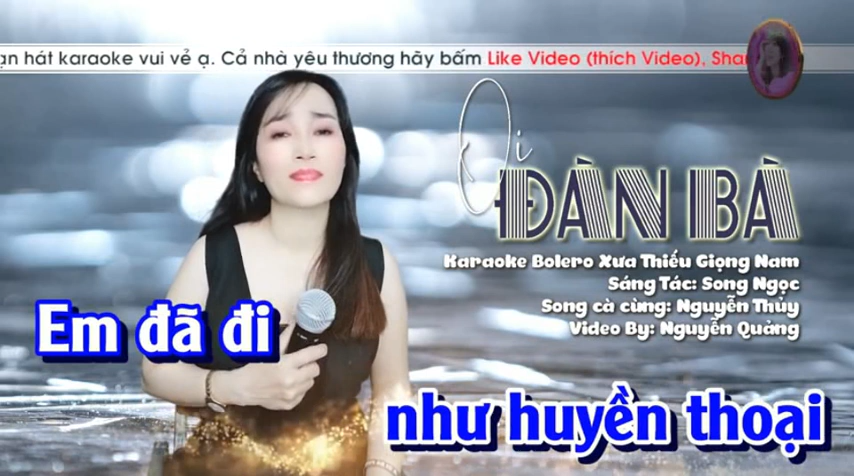 ạn hát karaoke vui vẻ ạ. Cả nhà yêu thương hãy bấm Like Video (thích Video), Shar
Ơi
ĐÀN BÀ
Karaoke Bolero Xưa Thiếu Giọng Nam
Sáng Tác: Song Ngọc
Song cà cùng: Nguyễn Thủy
Video By: Nguyễn Quảng
Em đã đi
như huyền thoại